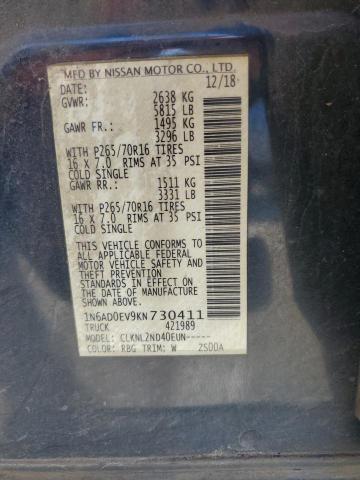 MFD BY NISSAN MOTOR CO., LTD.
DATE: 12/18
GVWR: 2638 KG
5815 LB
GAWR FR: 1495 KG
3296 LB
WITH P265/70R16 TIRES
16 X 7.0 RIMS AT 35 PSI
COLD SINGLE
GAWR RR: 1511 KG
3331 LB
WITH P265/70R16 TIRES
16 X 7.0 RIMS AT 35 PSI
COLD SINGLE
THIS VEHICLE CONFORMS TO
ALL APPLICABLE FEDERAL
MOTOR VEHICLE SAFETY AND
THEFT PREVENTION
STANDARDS IN EFFECT ON
THE DATE OF MANUFACTURE
SHOWN ABOVE.
1N6AD0EV9KN730411
TRUCK 421989
MODEL: CLKNL2ND40EUN-----
COLOR: RBG TRIM: W 2S00A